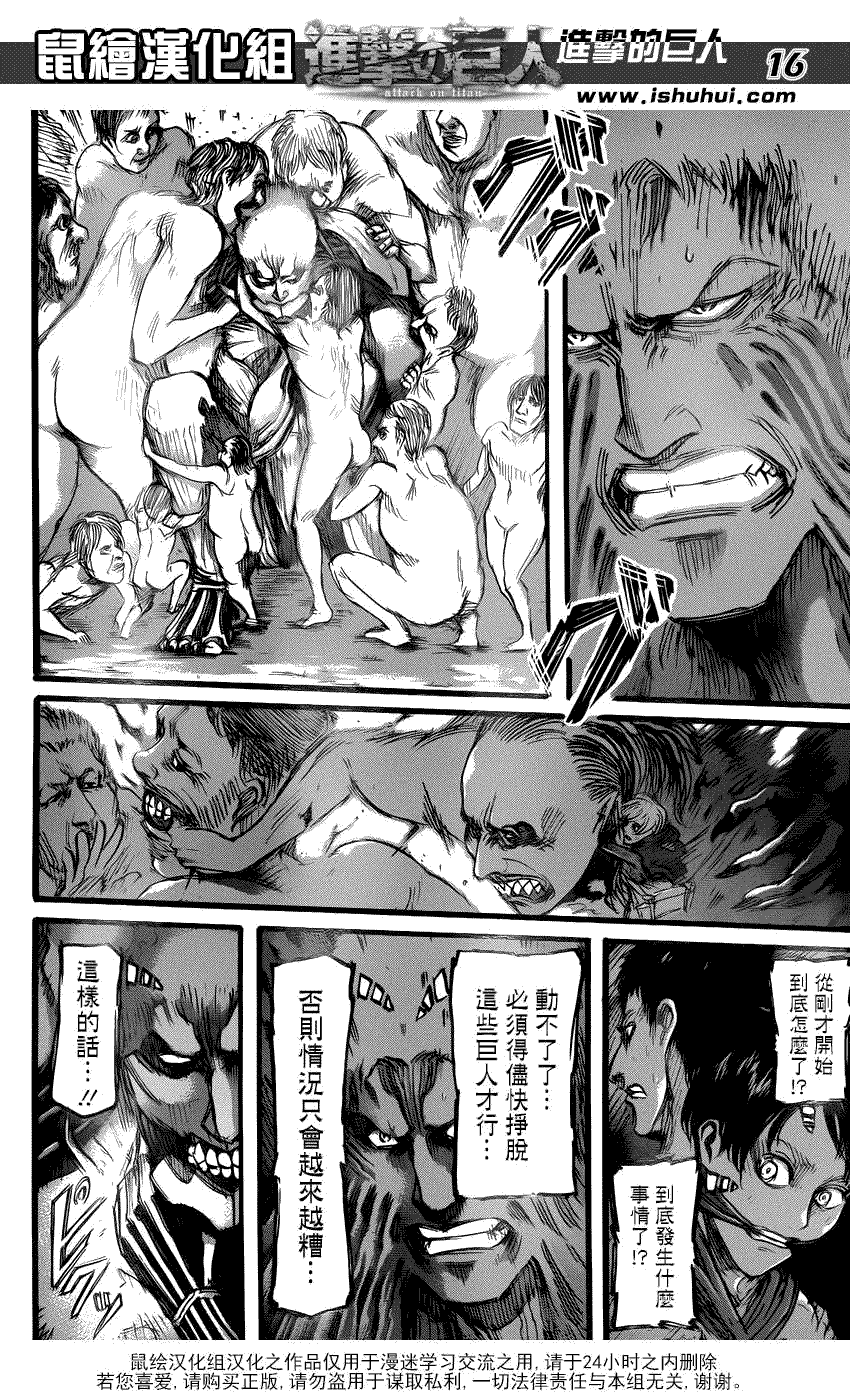 鼠繪漢化組
進撃の巨人
attack on titan
進擊的巨人
16
www.ishuhui.com
從剛才開始
到底怎麼了!?
到底發生什麼
事情了!?
動不了了…
必須得儘快掙脫
這些巨人才行…
否則情況只會越來越糟…
這樣的話…!!
鼠绘汉化组汉化之作品仅用于漫迷学习交流之用,请于24小时之内删除
若您喜爱,请购买正版,请勿盗用于谋取私利,一切法律责任与本组无关,谢谢。